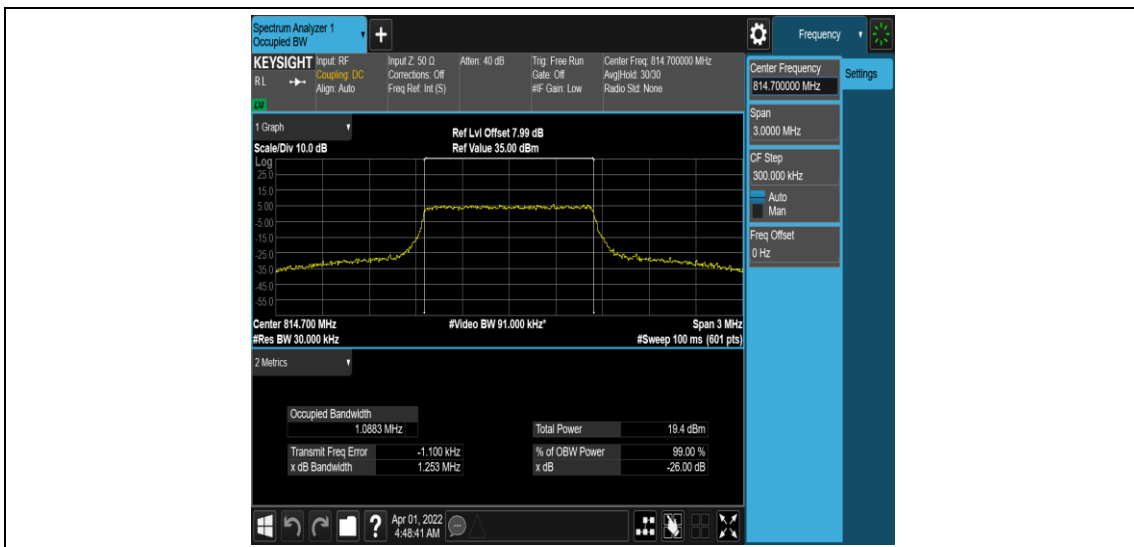 Spectrum Analyzer 1
Occupied BW
Frequency
KEYSIGHT
RL
LXI
Input: RF
Coupling: DC
Align: Auto
Input Z: 50 Ω
Corrections: Off
Freq Ref: Int (S)
Atten: 40 dB
Trig: Free Run
Gate: Off
#IF Gain: Low
Center Freq: 814.700000 MHz
Avg|Hold: 30/30
Radio Std: None
Center Frequency
814.700000 MHz
Settings
Span
3.0000 MHz
CF Step
300.000 kHz
Auto
Man
Freq Offset
0 Hz
1 Graph
Scale/Div 10.0 dB
Ref Lvl Offset 7.99 dB
Ref Value 35.00 dBm
Log
25.0
15.0
5.00
-5.00
-15.0
-25.0
-35.0
-45.0
-55.0
Center 814.700 MHz
#Video BW 91.000 kHz*
Span 3 MHz
#Res BW 30.000 kHz
#Sweep 100 ms (601 pts)
2 Metrics
Occupied Bandwidth
1.0883 MHz
Total Power 19.4 dBm
Transmit Freq Error -1.100 kHz
% of OBW Power 99.00 %
x dB Bandwidth 1.253 MHz
x dB -26.00 dB
?
Apr 01, 2022
4:48:41 AM